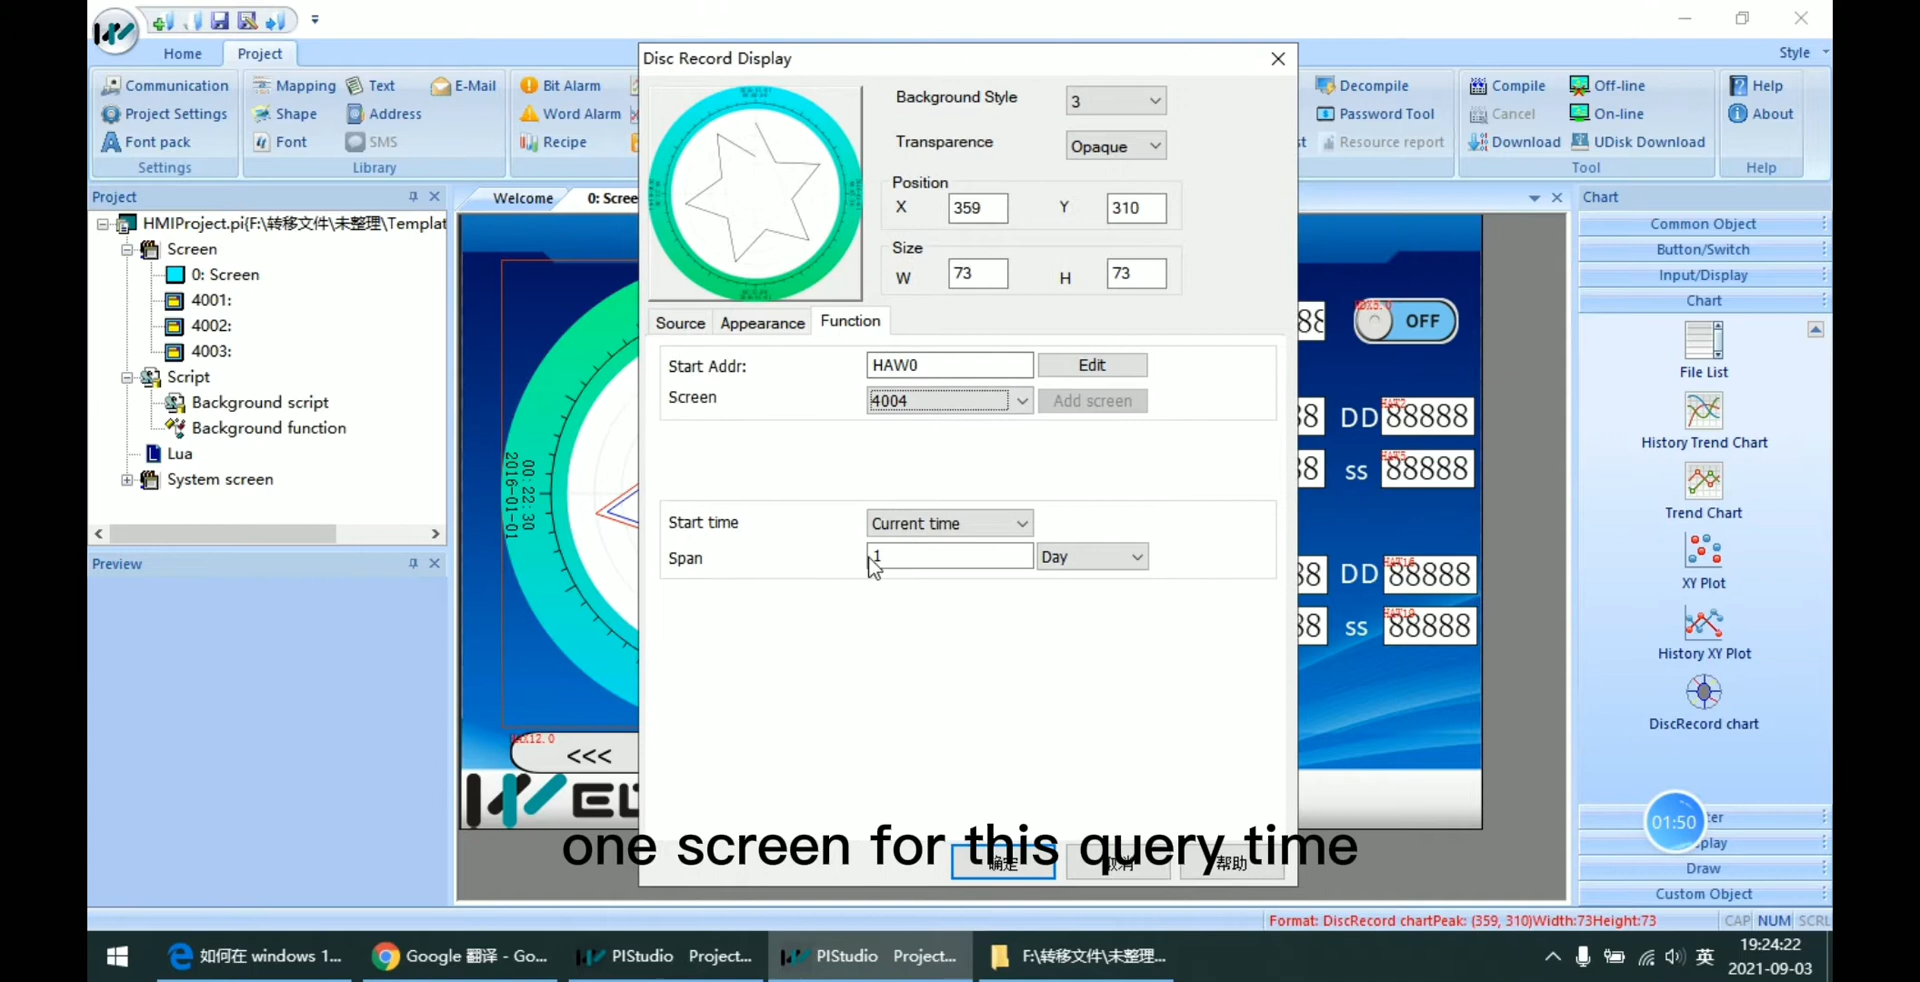 Home
Project
Style
Communication
Project Settings
Font pack
Settings
Mapping
Shape
Font
Text
Address
SMS
E-Mail
Library
Bit Alarm
Word Alarm
Recipe
Decompile
Password Tool
Resource report
Compile
Cancel
Download
Off-line
On-line
UDisk Download
Tool
Help
About
Help
Project
HMIProject.pi{F:\转移文件\未整理\Templat
Screen
0: Screen
4001:
4002:
4003:
Script
Background script
Background function
Lua
System screen
Preview
Welcome
0: Scree
00:22:30
2016-01-01
HAX12.0
<<<
Disc Record Display
Background Style
3
Transparence
Opaque
Position
X
359
Y
310
Size
W
73
H
73
Source
Appearance
Function
Start Addr:
HAW0
Edit
Screen
4004
Add screen
Start time
Current time
Span
1
Day
确定
取消
帮助
one screen for this query time
OFF
DD
88888
ss
88888
DD
88888
ss
88888
Chart
Common Object
Button/Switch
Input/Display
Chart
File List
History Trend Chart
Trend Chart
XY Plot
History XY Plot
DiscRecord chart
01:50
Draw
Custom Object
Format: DiscRecord chartPeak: (359, 310)Width:73Height:73
CAP
NUM
SCRL
如何在 windows 1...
Google 翻译 - Go...
PIStudio Project...
PIStudio Project...
F:\转移文件\未整理...
英
19:24:22
2021-09-03